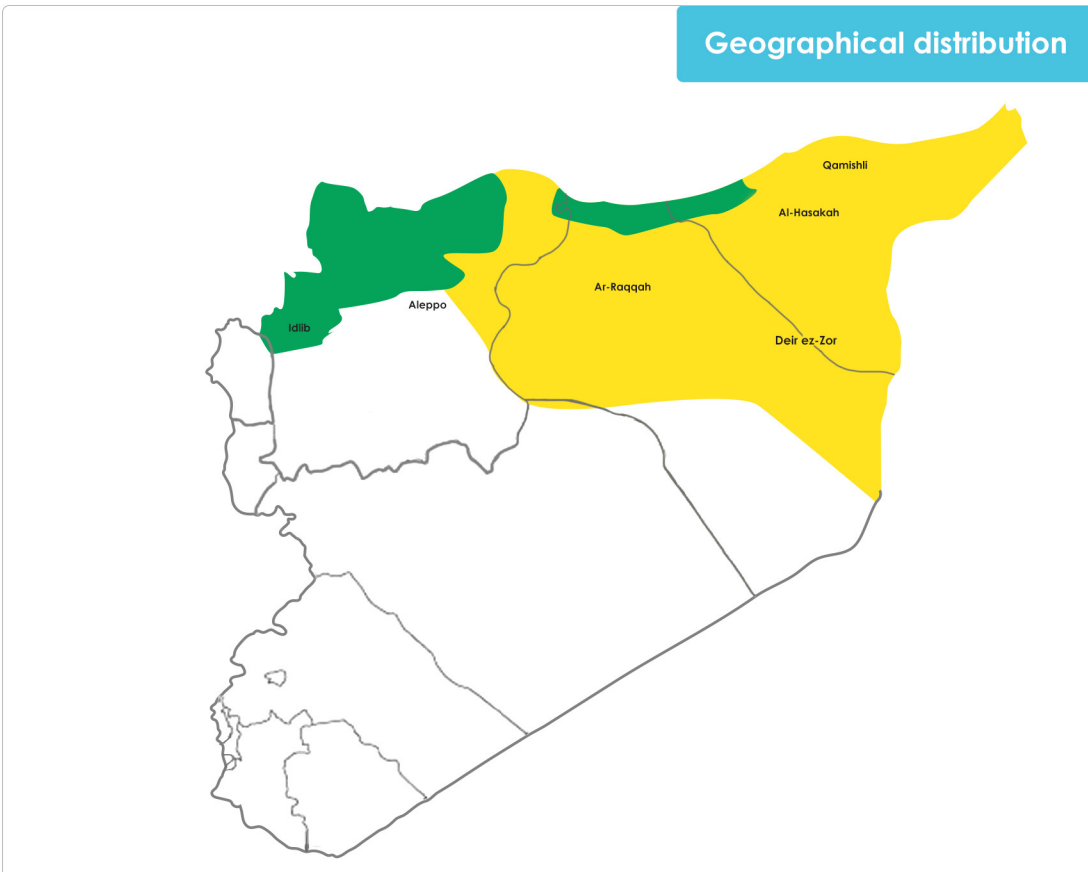 Geographical distribution
Qamishli
Al-Hasakah
Ar-Raqqah
Aleppo
Idlib
Deir ez-Zor